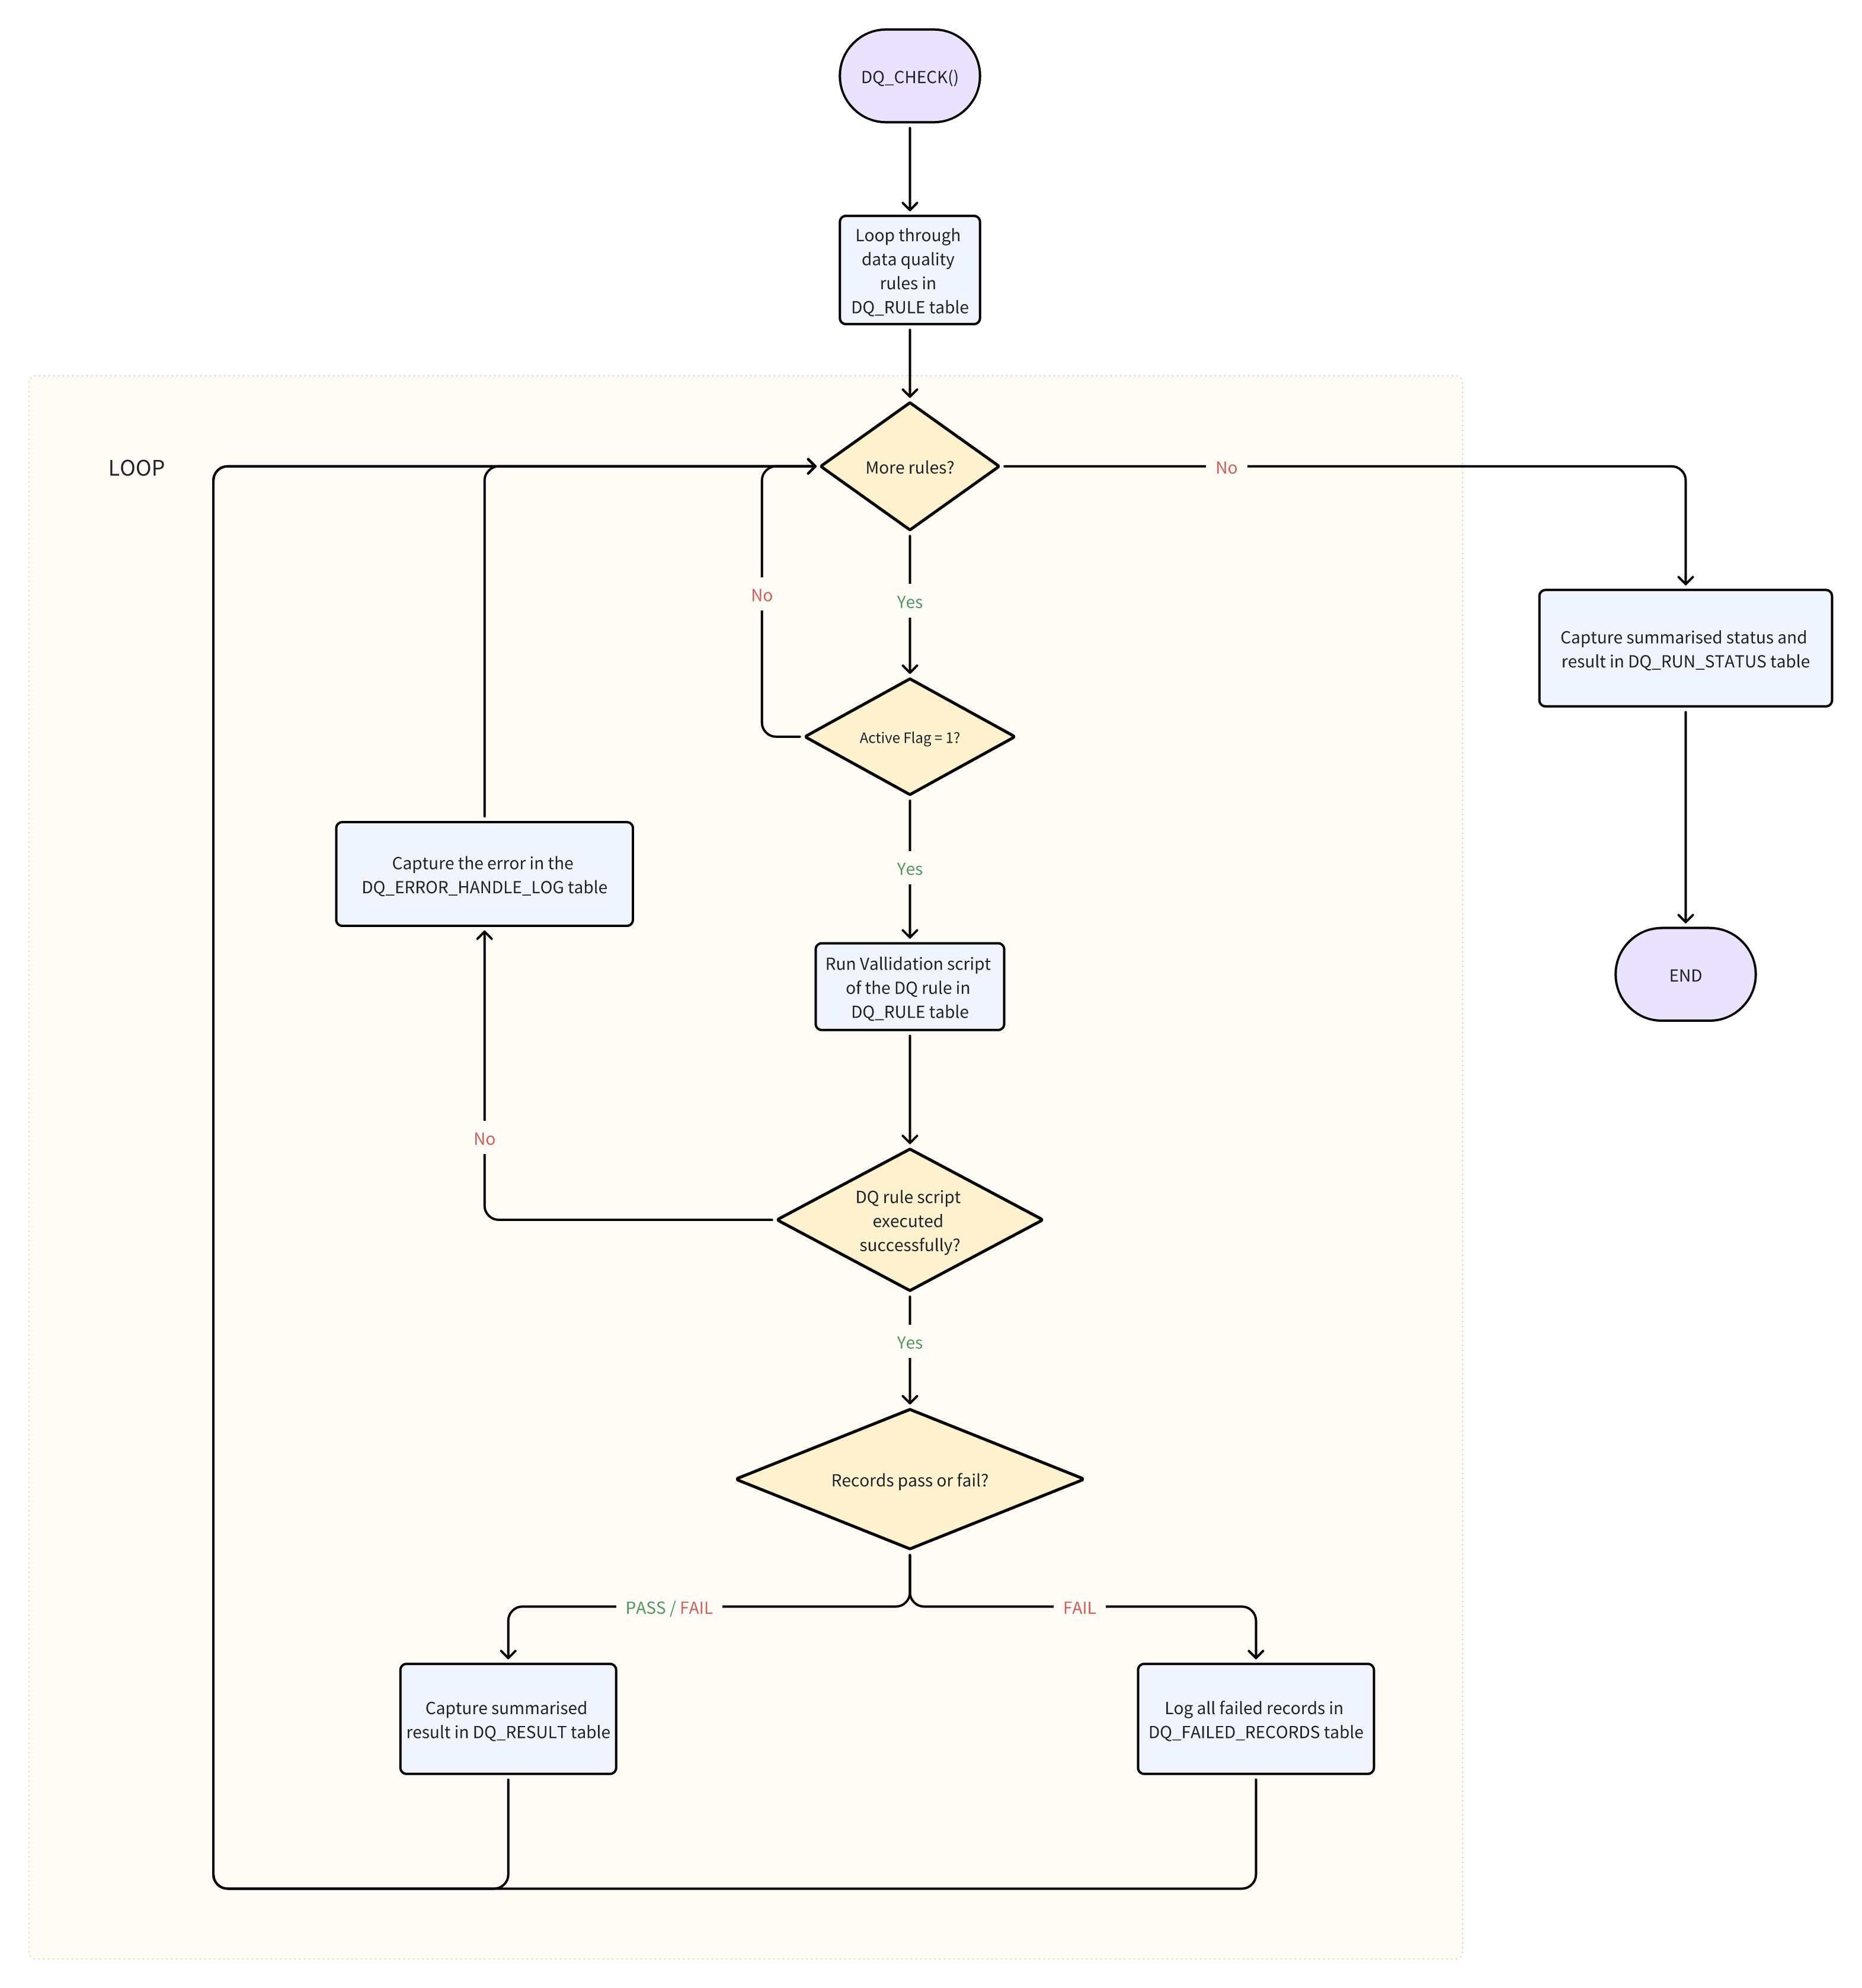 DQ_CHECK()
Loop through
data quality
rules in
DQ_RULE table
LOOP
More rules?
No
No
Yes
Capture summarised status and
result in DQ_RUN_STATUS table
Active Flag = 1?
Capture the error in the
DQ_ERROR_HANDLE_LOG table
Yes
Run Vallidation script
of the DQ rule in
DQ_RULE table
END
No
DQ rule script
executed
successfully?
Yes
Records pass or fail?
PASS / FAIL
FAIL
Capture summarised
result in DQ_RESULT table
Log all failed records in
DQ_FAILED_RECORDS table